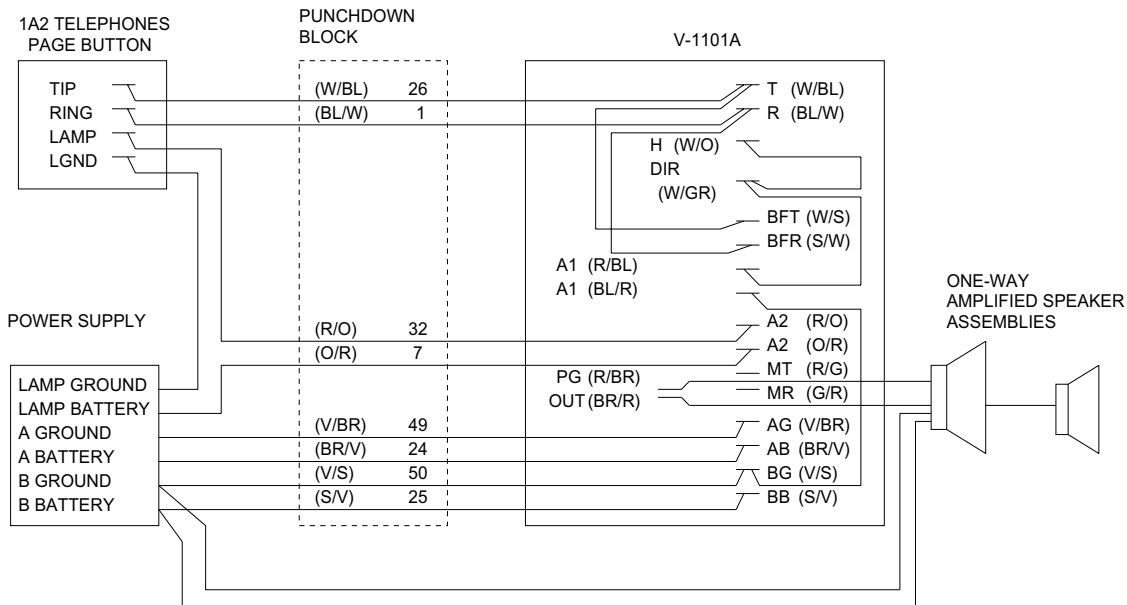 1A2 TELEPHONES
PAGE BUTTON
PUNCHDOWN
BLOCK
V-1101A
TIP
RING
LAMP
LGND
(W/BL) 26
(BL/W) 1
T (W/BL)
R (BL/W)
H (W/O)
DIR
(W/GR)
BFT (W/S)
BFR (S/W)
A1 (R/BL)
A1 (BL/R)
ONE-WAY
AMPLIFIED SPEAKER
ASSEMBLIES
POWER SUPPLY
(R/O) 32
(O/R) 7
A2 (R/O)
A2 (O/R)
MT (R/G)
MR (G/R)
PG (R/BR)
OUT (BR/R)
LAMP GROUND
LAMP BATTERY
A GROUND
A BATTERY
B GROUND
B BATTERY
(V/BR) 49
(BR/V) 24
(V/S) 50
(S/V) 25
AG (V/BR)
AB (BR/V)
BG (V/S)
BB (S/V)